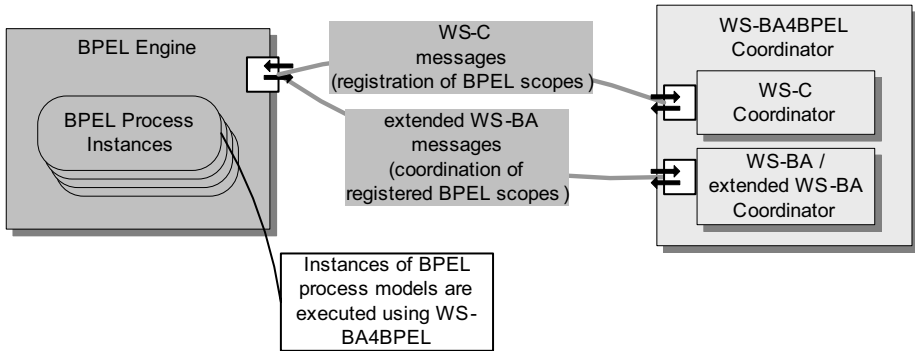 BPEL Engine
BPEL Process
Instances
WS-C
messages
(registration of BPEL scopes)
extended WS-BA
messages
(coordination of
registered BPEL scopes)
WS-BA4BPEL
Coordinator
WS-C
Coordinator
WS-BA /
extended WS-BA
Coordinator
Instances of BPEL
process models are
executed using WS-
BA4BPEL